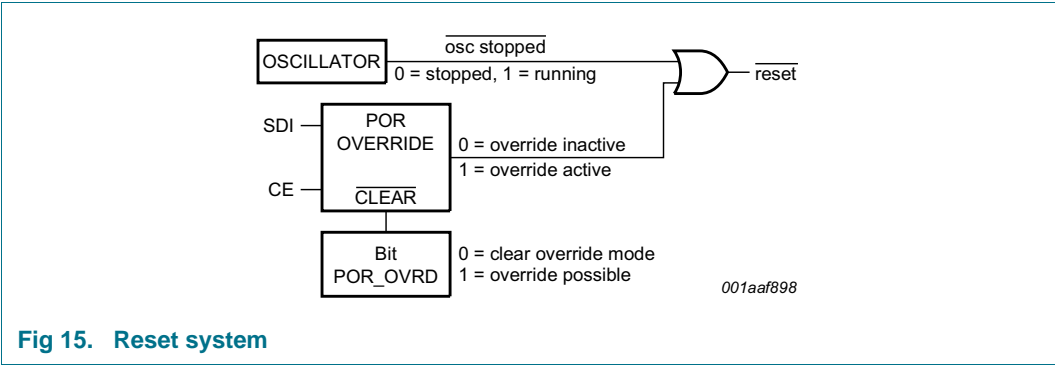 OSCILLATOR
osc stopped
0 = stopped, 1 = running
reset
SDI
CE
POR
OVERRIDE
CLEAR
0 = override inactive
1 = override active
Bit
POR_OVRD
0 = clear override mode
1 = override possible
001aaf898
Fig 15. Reset system